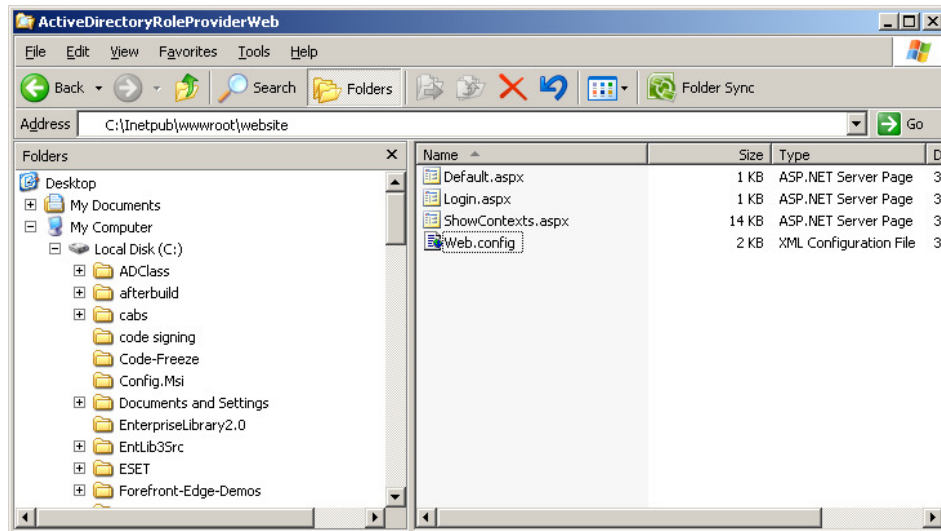 ActiveDirectoryRoleProviderWeb
File Edit View Favorites Tools Help
Back Search Folders Folder Sync
Address C:\Inetpub\wwwroot\website Go
Folders
Name Size Type D
Desktop
My Documents
My Computer
Local Disk (C:)
ADClass
afterbuild
cabs
code signing
Code-Freeze
Config.Msi
Documents and Settings
EnterpriseLibrary2.0
EntLib3Src
ESET
Forefront-Edge-Demos
Default.aspx 1 KB ASP.NET Server Page 3
Login.aspx 1 KB ASP.NET Server Page 3
ShowContexts.aspx 14 KB ASP.NET Server Page 3
Web.config 2 KB XML Configuration File 3